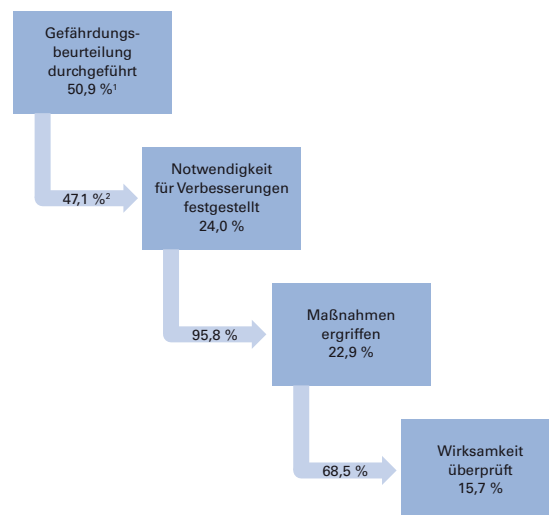 Gefährdungs-
beurteilung
durchgeführt
50,9 %¹
47,1 %²
Notwendigkeit
für Verbesserungen
festgestellt
24,0 %
95,8 %
Maßnahmen
ergriffen
22,9 %
68,5 %
Wirksamkeit
überprüft
15,7 %